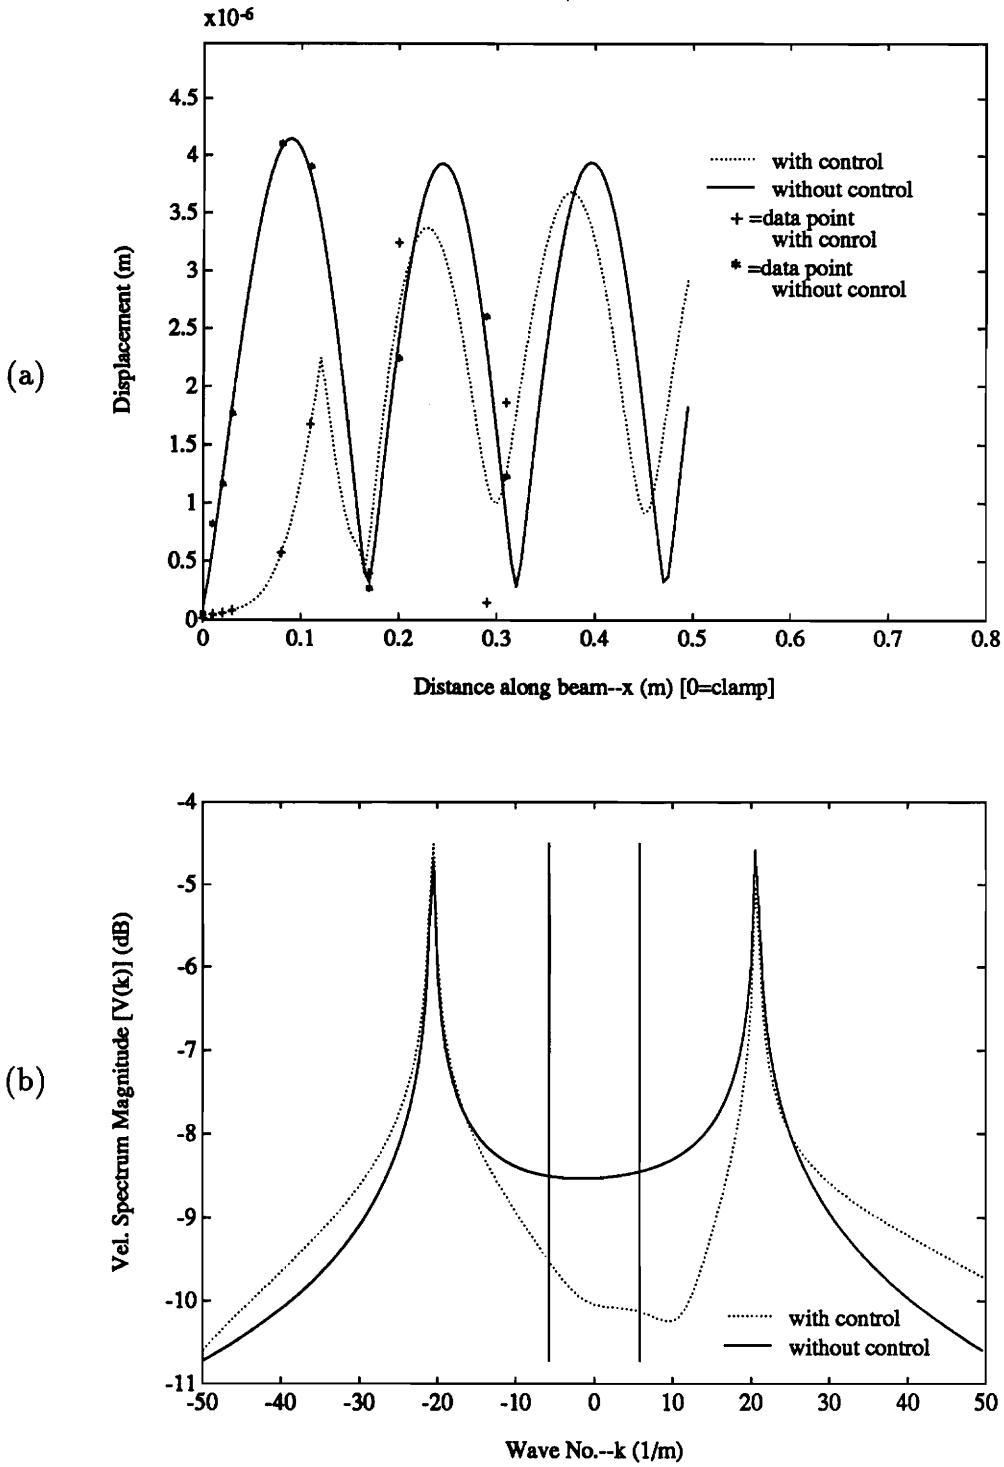 x10-6
4.5
4
3.5
3
2.5
2
1.5
1
0.5
0
Displacement (m)
(a)
with control
without control
+ =data point
with conrol
* =data point
without conrol
0 0.1 0.2 0.3 0.4 0.5 0.6 0.7 0.8
Distance along beam--x (m) [0=clamp]
-4
-5
-6
-7
-8
-9
-10
-11
Vel. Spectrum Magnitude [V(k)] (dB)
(b)
with control
without control
-50 -40 -30 -20 -10 0 10 20 30 40 50
Wave No.--k (1/m)